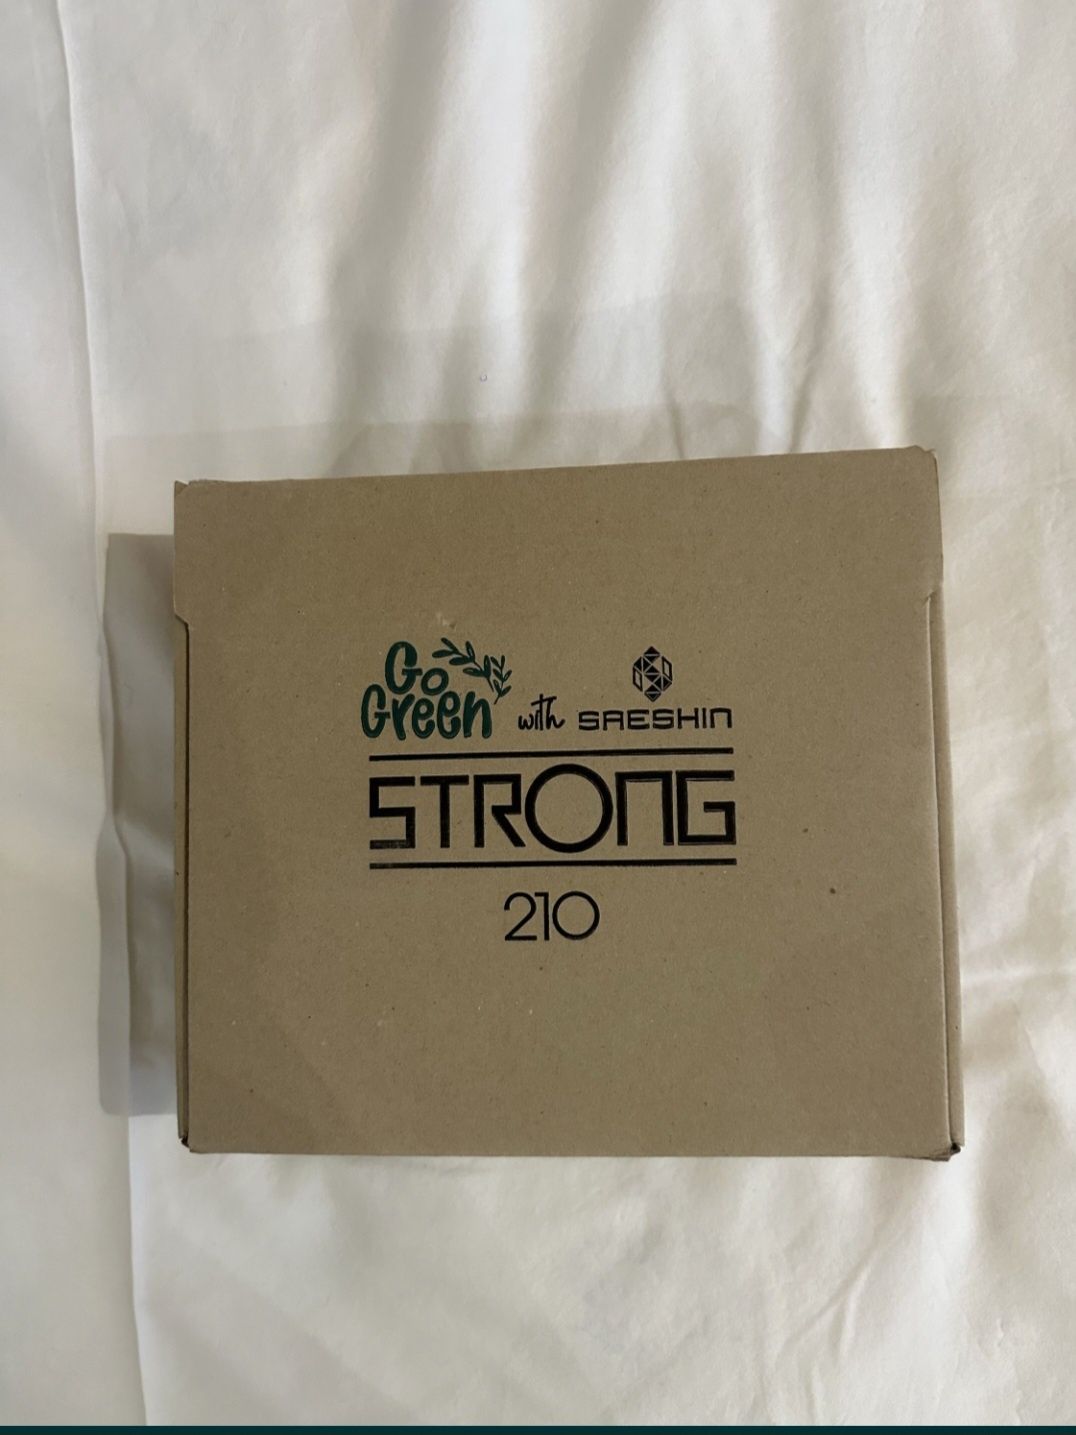 Go
Green with SAESHIN
STRONG
210